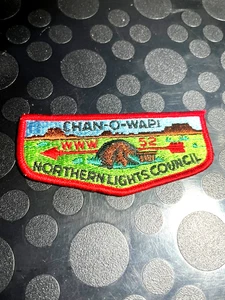 CHAN-O-WAPI
WWW 52
NORTHERN LIGHTS COUNCIL